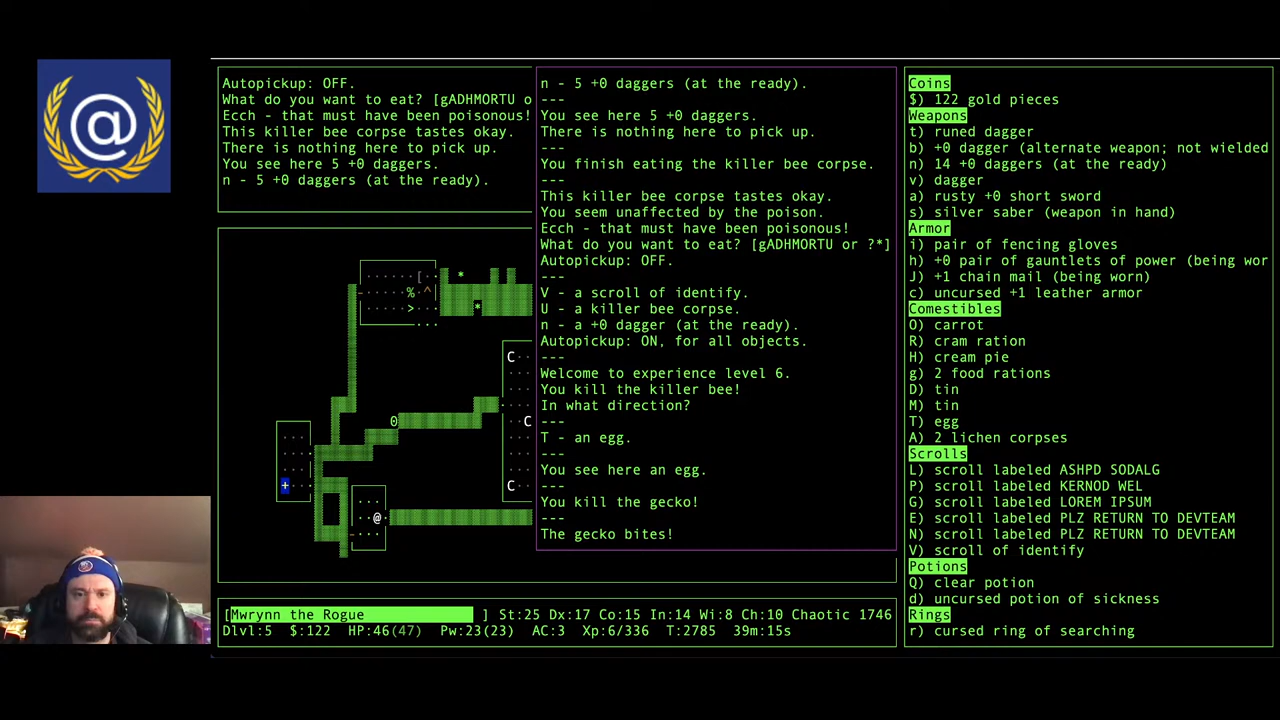 Autopickup: OFF.
What do you want to eat? [gADHMORTU o
Ecch - that must have been poisonous!
This killer bee corpse tastes okay.
There is nothing here to pick up.
You see here 5 +0 daggers.
n - 5 +0 daggers (at the ready).
n - 5 +0 daggers (at the ready).
---
You see here 5 +0 daggers.
There is nothing here to pick up.
---
You finish eating the killer bee corpse.
---
This killer bee corpse tastes okay.
You seem unaffected by the poison.
Ecch - that must have been poisonous!
What do you want to eat? [gADHMORTU or ?*]
Autopickup: OFF.
---
V - a scroll of identify.
U - a killer bee corpse.
n - a +0 dagger (at the ready).
Autopickup: ON, for all objects.
---
Welcome to experience level 6.
You kill the killer bee!
In what direction?
---
T - an egg.
---
You see here an egg.
---
You kill the gecko!
---
The gecko bites!
Coins
$) 122 gold pieces
Weapons
t) runed dagger
b) +0 dagger (alternate weapon; not wielded
n) 14 +0 daggers (at the ready)
v) dagger
a) rusty +0 short sword
s) silver saber (weapon in hand)
Armor
i) pair of fencing gloves
h) +0 pair of gauntlets of power (being wor
J) +1 chain mail (being worn)
c) uncursed +1 leather armor
Comestibles
O) carrot
R) cram ration
H) cream pie
g) 2 food rations
D) tin
M) tin
T) egg
A) 2 lichen corpses
Scrolls
L) scroll labeled ASHPD SODALG
P) scroll labeled KERNOD WEL
G) scroll labeled LOREM IPSUM
E) scroll labeled PLZ RETURN TO DEVTEAM
N) scroll labeled PLZ RETURN TO DEVTEAM
V) scroll of identify
Potions
Q) clear potion
d) uncursed potion of sickness
Rings
r) cursed ring of searching
[Mwrynn the Rogue ] St:25 Dx:17 Co:15 In:14 Wi:8 Ch:10 Chaotic 1746
Dlvl:5 $:122 HP:46(47) Pw:23(23) AC:3 Xp:6/336 T:2785 39m:15s